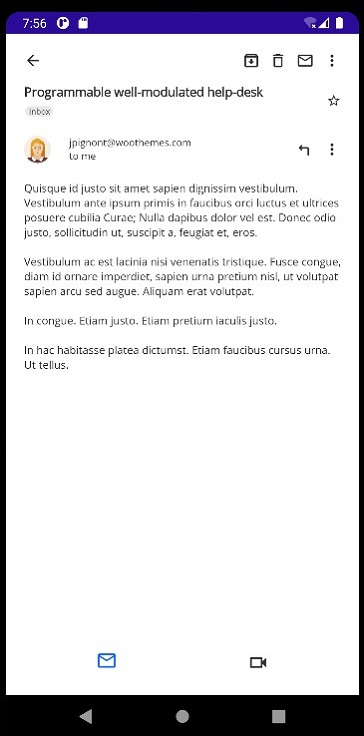 7:56
Programmable well-modulated help-desk
Inbox
jpignont@woothemes.com
to me
Quisque id justo sit amet sapien dignissim vestibulum.
Vestibulum ante ipsum primis in faucibus orci luctus et ultrices
posuere cubilia Curae; Nulla dapibus dolor vel est. Donec odio
justo, sollicitudin ut, suscipit a, feugiat et, eros.
Vestibulum ac est lacinia nisi venenatis tristique. Fusce congue,
diam id ornare imperdiet, sapien urna pretium nisl, ut volutpat
sapien arcu sed augue. Aliquam erat volutpat.
In congue. Etiam justo. Etiam pretium iaculis justo.
In hac habitasse platea dictumst. Etiam faucibus cursus urna.
Ut tellus.